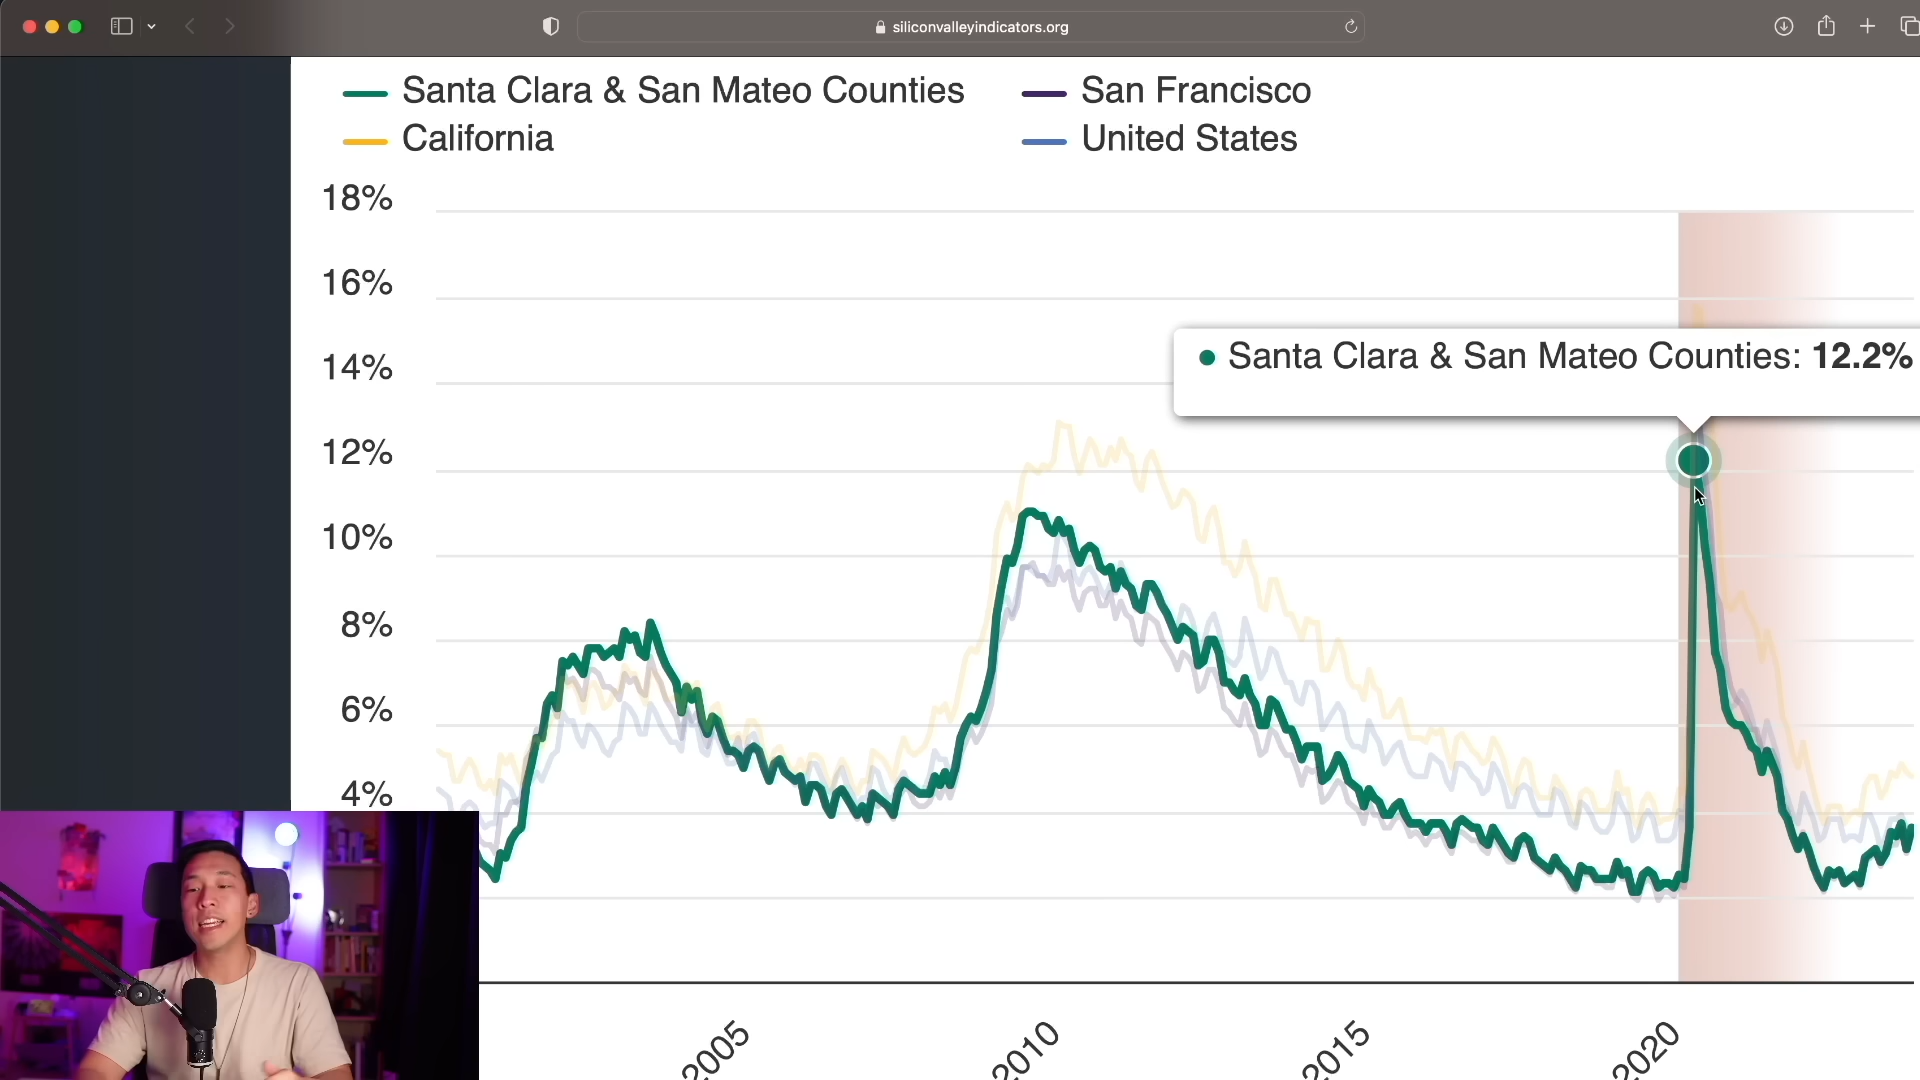 siliconvalleyindicators.org
Santa Clara & San Mateo Counties
San Francisco
California
United States
18%
16%
Santa Clara & San Mateo Counties: 12.2%
14%
12%
10%
8%
6%
4%
2005
2010
2015
2020